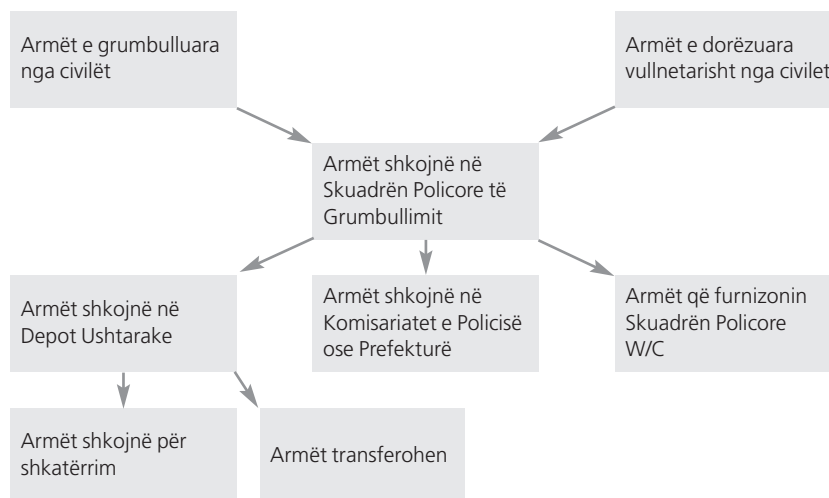 Armët e grumbulluara
nga civilët
Armët e dorëzuara
vullnetarisht nga civilet
Armët shkojnë në
Skuadrën Policore të
Grumbullimit
Armët shkojnë në
Depot Ushtarake
Armët shkojnë në
Komisariatet e Policisë
ose Prefekturë
Armët që furnizonin
Skuadrën Policore
W/C
Armët shkojnë për
shkatërrim
Armët transferohen